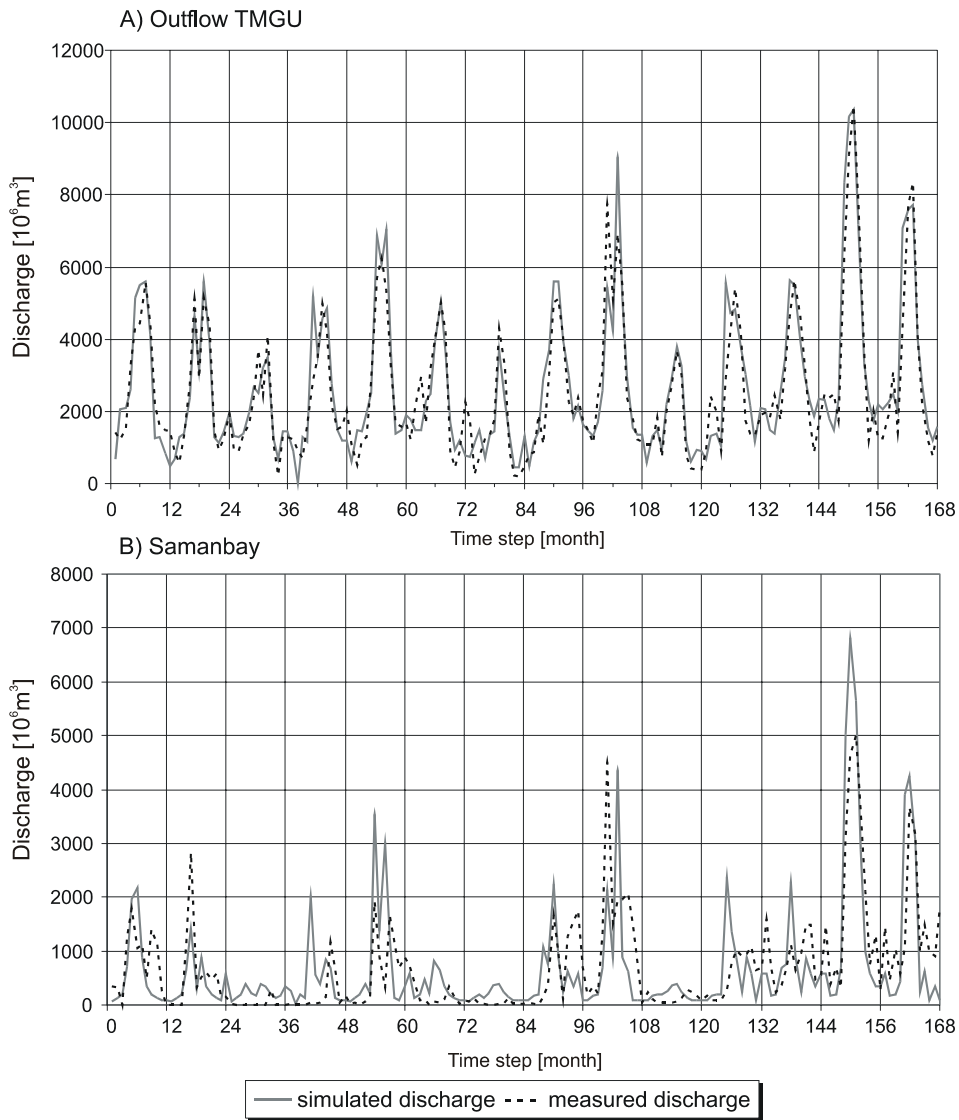 A) Outflow TMGU
12000
10000
8000
6000
4000
2000
0
Discharge [10⁶m³]
0 12 24 36 48 60 72 84 96 108 120 132 144 156 168
Time step [month]
B) Samanbay
8000
7000
6000
5000
4000
3000
2000
1000
0
Discharge [10⁶m³]
0 12 24 36 48 60 72 84 96 108 120 132 144 156 168
Time step [month]
simulated discharge measured discharge